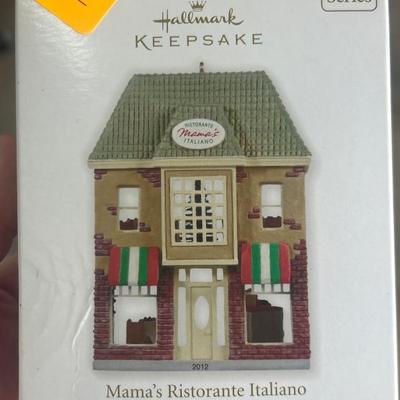 Series
Hallmark
KEEPSAKE
RISTORANTE
Mama's
ITALIANO
2012
Mama's Ristorante Italiano